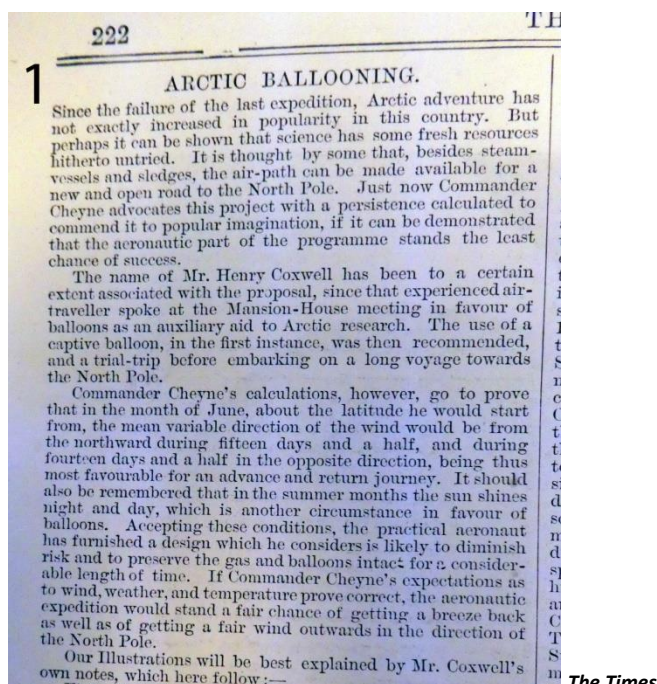 222
TH
1
ARCTIC BALLOONING.
Since the failure of the last expedition, Arctic adventure has
not exactly increased in popularity in this country. But
perhaps it can be shown that science has some fresh resources
hitherto untried. It is thought by some that, besides steam-
vessels and sledges, the air-path can be made available for a
new and open road to the North Pole. Just now Commander
Cheyne advocates this project with a persistence calculated to
commend it to popular imagination, if it can be demonstrated
that the aeronautic part of the programme stands the least
chance of success.
The name of Mr. Henry Coxwell has been to a certain
extent associated with the proposal, since that experienced air-
traveller spoke at the Mansion-House meeting in favour of
balloons as an auxiliary aid to Arctic research. The use of a
captive balloon, in the first instance, was then recommended,
and a trial-trip before embarking on a long voyage towards
the North Pole.
Commander Cheyne's calculations, however, go to prove
that in the month of June, about the latitude he would start
from, the mean variable direction of the wind would be from
the northward during fifteen days and a half, and during
fourteen days and a half in the opposite direction, being thus
most favourable for an advance and return journey. It should
also be remembered that in the summer months the sun shines
night and day, which is another circumstance in favour of
balloons. Accepting these conditions, the practical aeronaut
has furnished a design which he considers is likely to diminish
risk and to preserve the gas and balloons intact for a consider-
able length of time. If Commander Cheyne's expectations as
to wind, weather, and temperature prove correct, the aeronautic
expedition would stand a fair chance of getting a breeze back
as well as of getting a fair wind outwards in the direction of
the North Pole.
Our Illustrations will be best explained by Mr. Coxwell's
own notes, which here follow:—
The Times